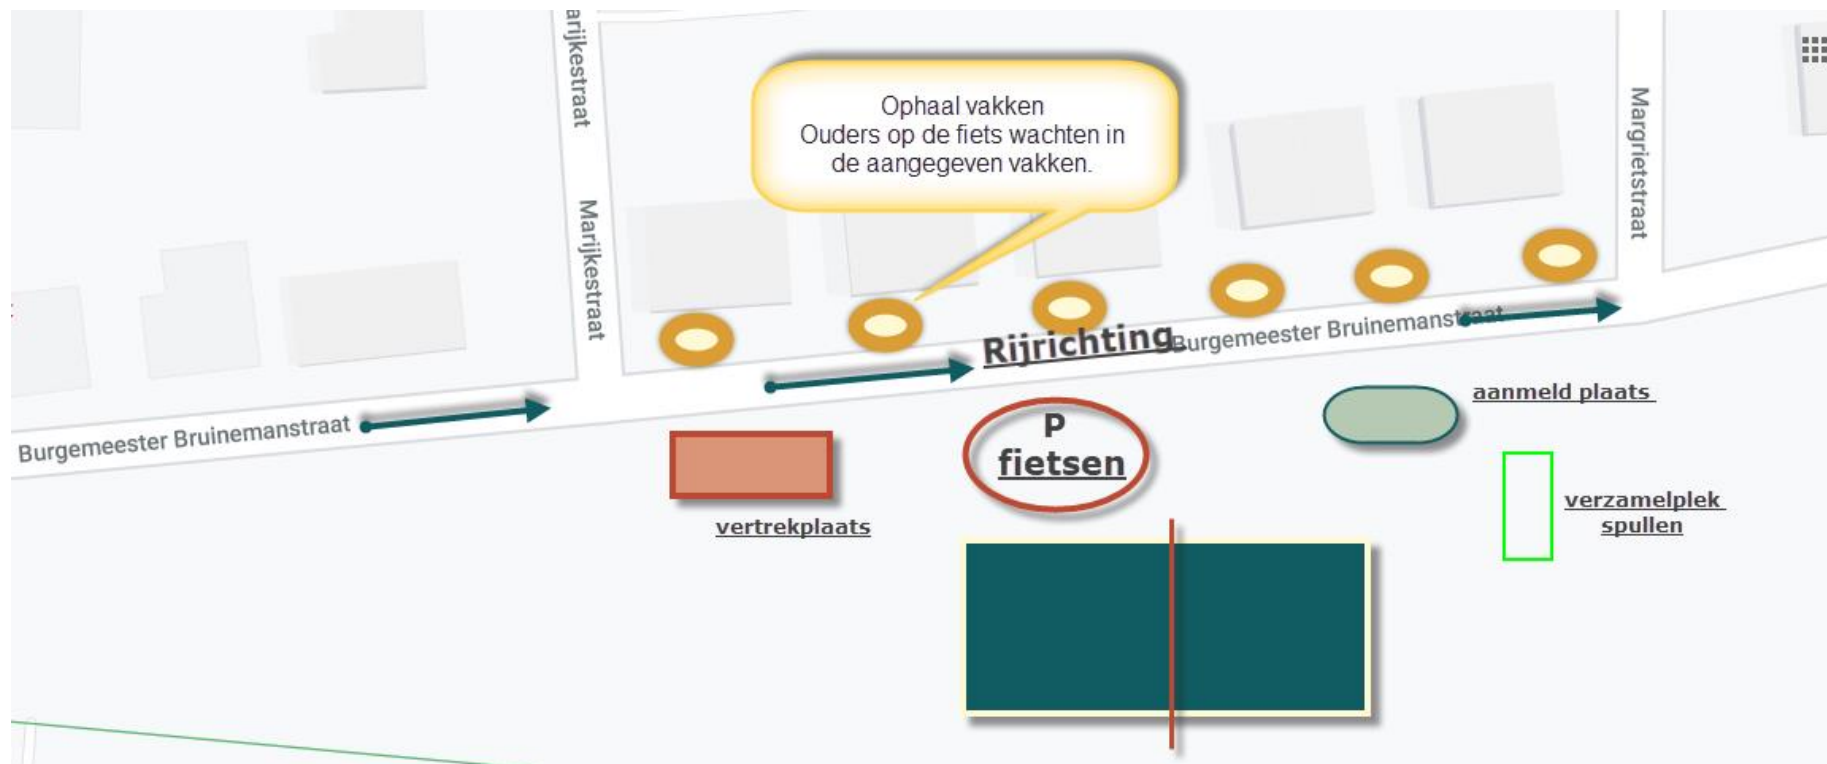 arijkestraat
Ophaal vakken
Ouders op de fiets wachten in
de aangegeven vakken.
Margrietstraat
Marijkestraat
Rijrichting
Burgemeester Bruinemanstraat
Burgemeester Bruinemanstraat
aanmeld plaats
P
fietsen
vertrekplaats
verzamelplek
spullen